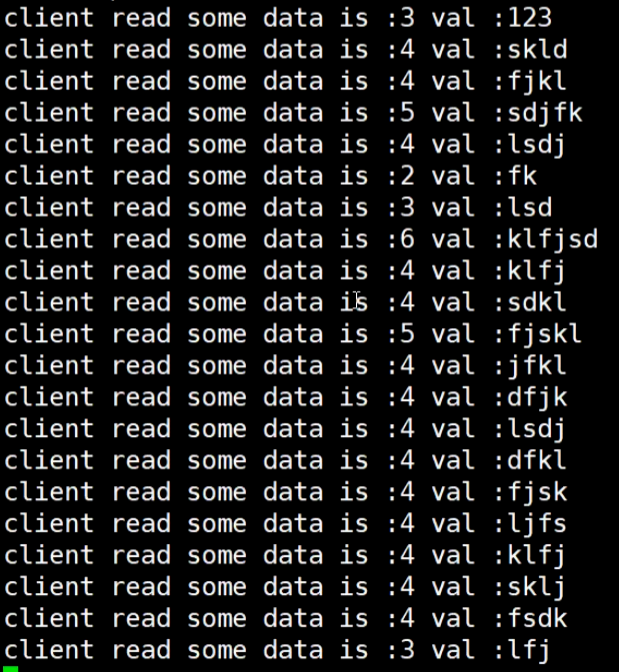 client read some data is :3 val :123
client read some data is :4 val :skld
client read some data is :4 val :fjkl
client read some data is :5 val :sdjfk
client read some data is :4 val :lsdj
client read some data is :2 val :fk
client read some data is :3 val :lsd
client read some data is :6 val :klfjsd
client read some data is :4 val :klfj
client read some data is :4 val :sdkl
client read some data is :5 val :fjskl
client read some data is :4 val :jfkl
client read some data is :4 val :dfjk
client read some data is :4 val :lsdj
client read some data is :4 val :dfkl
client read some data is :4 val :fjsk
client read some data is :4 val :ljfs
client read some data is :4 val :klfj
client read some data is :4 val :sklj
client read some data is :4 val :fsdk
client read some data is :3 val :lfj